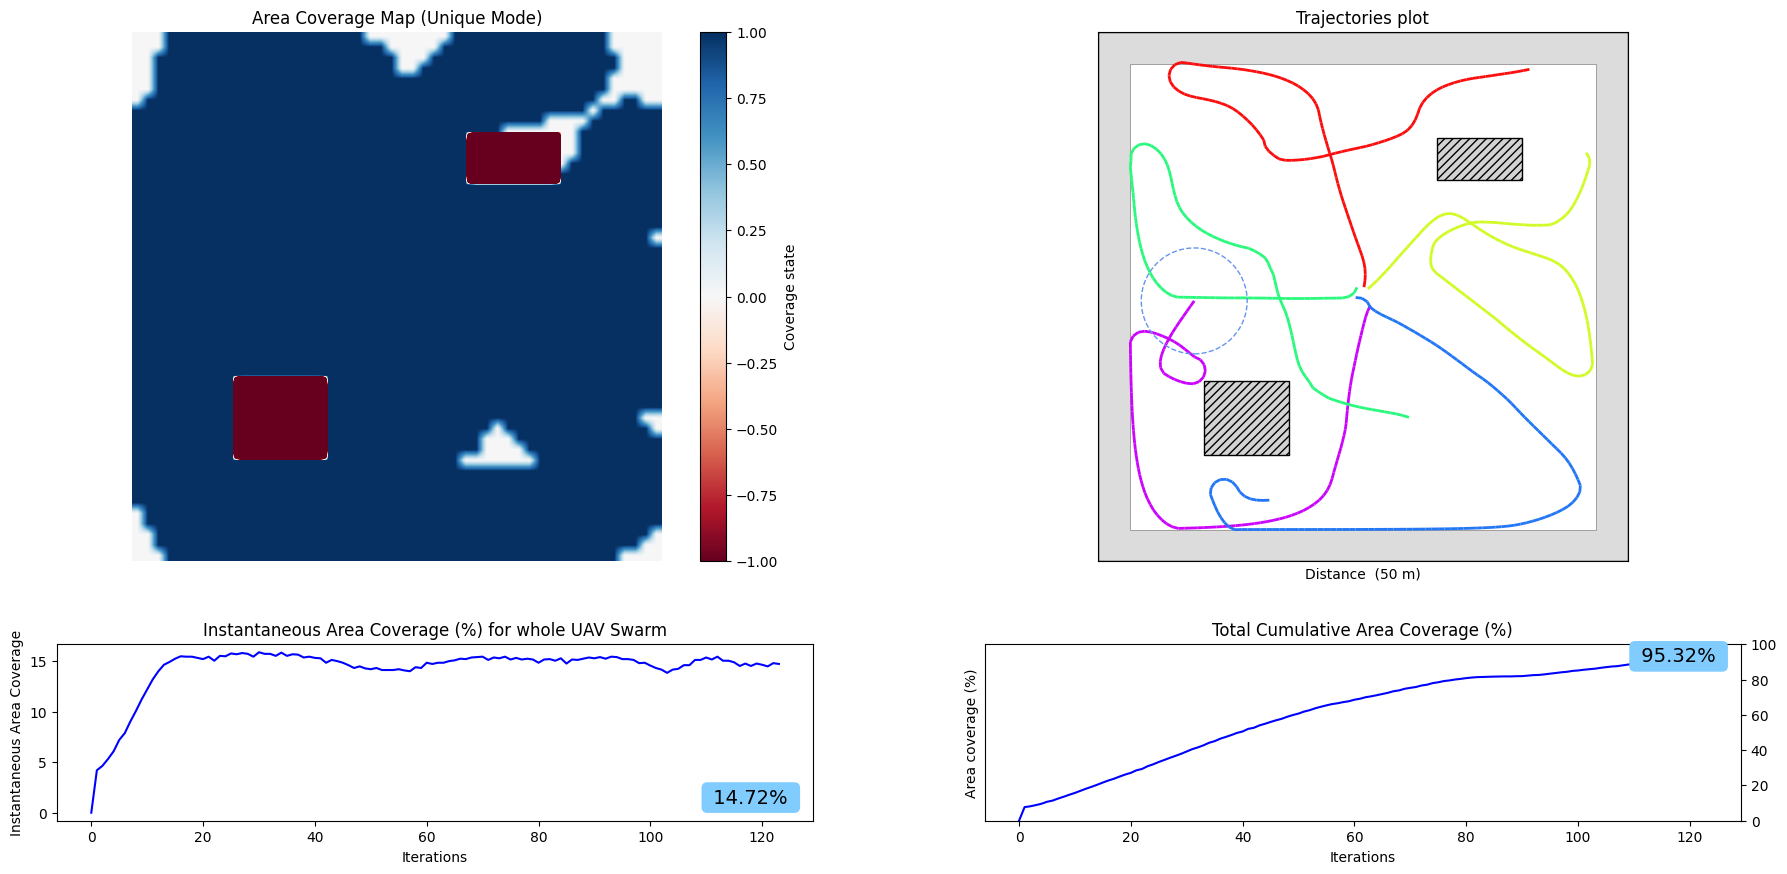 Area Coverage Map (Unique Mode)
1.00
0.75
0.50
0.25
0.00
−0.25
−0.50
−0.75
−1.00
Coverage state
Trajectories plot
Distance  (50 m)
Instantaneous Area Coverage (%) for whole UAV Swarm
Instantaneous Area Coverage
15
10
5
0
14.72%
0 20 40 60 80 100 120
Iterations
Total Cumulative Area Coverage (%)
Area coverage (%)
95.32%
100
80
60
40
20
0
0 20 40 60 80 100 120
Iterations